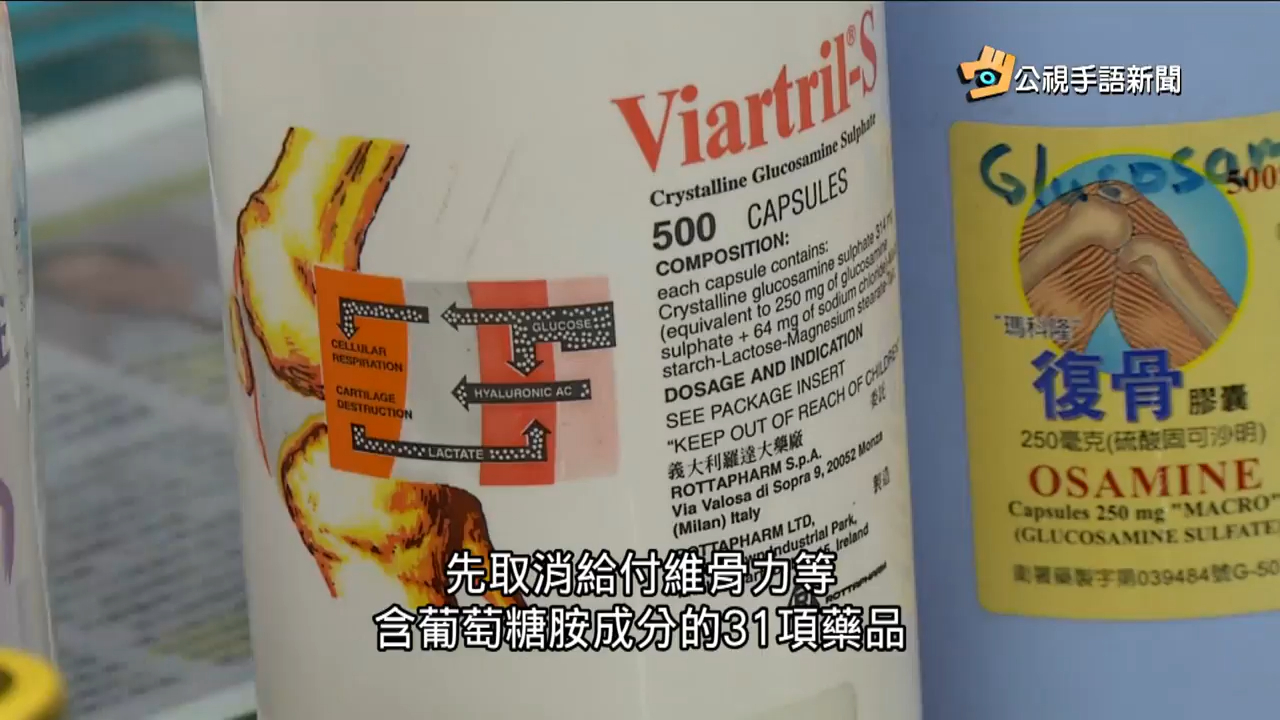 公視手語新聞
Viartril-S
Crystalline Glucosamine Sulphate
500 CAPSULES
COMPOSITION:
each capsule contains:
Crystalline glucosamine sulphate 314 m
(equivalent to 250 mg of glucosamine
sulphate + 64 mg of sodium chloride
starch-Lactose-Magnesium stearate
DOSAGE AND INDICATION
SEE PACKAGE INSERT
"KEEP OUT OF REACH OF CHILDREN
義大利羅達大藥廠
ROTTAPHARM S.p.A.
Via Valosa di Sopra 9, 20052 Monza
(Milan) Italy
製造
ROTTAPHARM LTD,
Industrial Park,
Ireland
ROTTAPHARM
GLUCOSE
CELLULAR
RESPIRATION
HYALURONIC AC
CARTILAGE
DESTRUCTION
LACTATE
Glucosam
500
"瑪科隆"
復骨膠囊
250毫克(硫酸固可沙明)
OSAMINE
Capsules 250 mg "MACRO"
(GLUCOSAMINE SULFATE
衛署藥製字第039484號G-50
先取消給付維骨力等
含葡萄糖胺成分的31項藥品